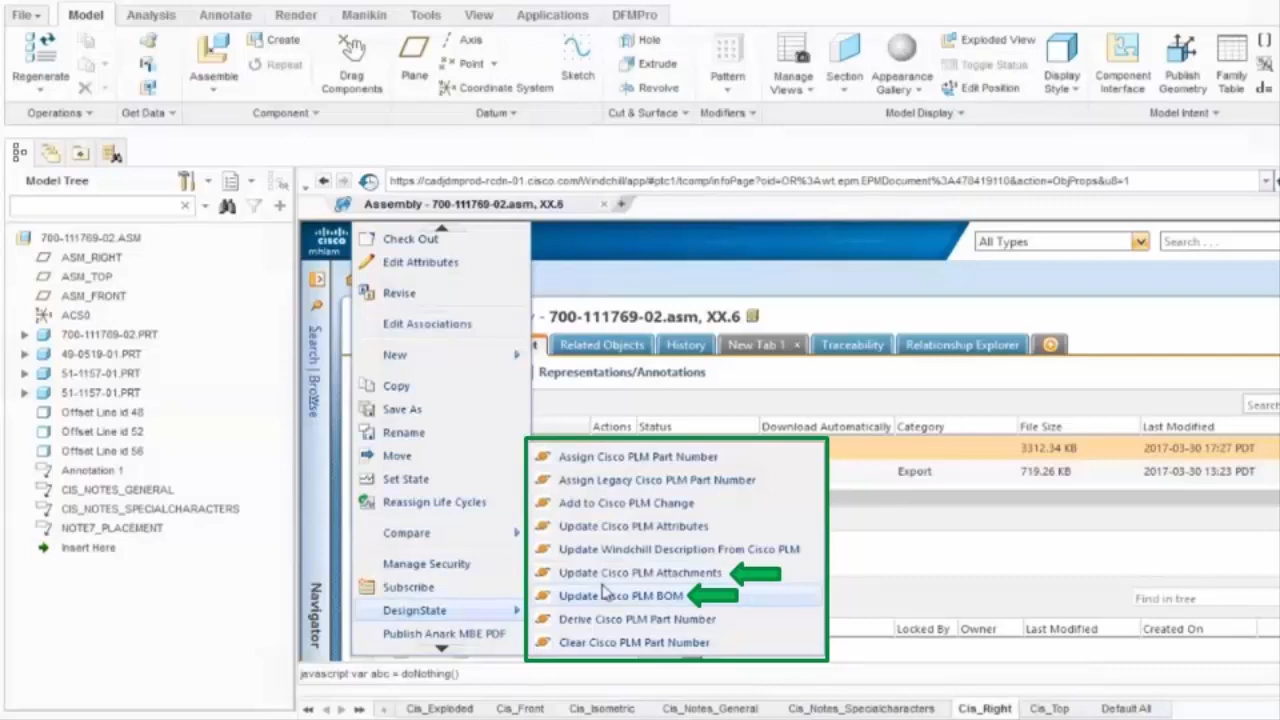 File Model Analysis Annotate Render Manikin Tools View Applications DFMPro
Regenerate
Assemble
Create
Repeat
Drag
Components
Plane
Axis
Point
Coordinate System
Sketch
Hole
Extrude
Revolve
Pattern
Manage
Views
Section
Appearance
Gallery
Exploded View
Toggle Status
Edit Position
Display
Style
Component
Interface
Publish
Geometry
Family
Table
{ }
d=
Operations Get Data Component Datum Cut & Surface Modifiers Model Display Model Intent
Model Tree
700-111769-02.ASM
ASM_RIGHT
ASM_TOP
ASM_FRONT
ACS0
700-111769-02.PRT
49-0519-01.PRT
51-1157-01.PRT
51-1157-01.PRT
Offset Line id 48
Offset Line id 52
Offset Line id 56
Annotation 1
CIS_NOTES_GENERAL
CIS_NOTES_SPECIALCHARACTERS
NOTE7_PLACEMENT
Insert Here
https://cadjdmprod-rcdn-01.cisco.com/Windchill/app/#ptc1/tcomp/infoPage?oid=OR%3Awt.epm.EPMDocument%3A478419110&action=ObjProps&u8=1
Assembly - 700-111769-02.asm, XX.6 × +
cisco
mhiam
Search | Browse
Navigator
Check Out
Edit Attributes
Revise
Edit Associations
New
Copy
Save As
Rename
Move
Set State
Reassign Life Cycles
Compare
Manage Security
Subscribe
DesignState
Publish Anark MBE PDF
All Types Search . . .
- 700-111769-02.asm, XX.6
t Related Objects History New Tab 1 × Traceability Relationship Explorer
Representations/Annotations
Search
Actions Status Download Automatically Category File Size Last Modified
3312.34 KB 2017-03-30 17:27 PDT
Export 719.26 KB 2017-03-30 13:23 PDT
Assign Cisco PLM Part Number
Assign Legacy Cisco PLM Part Number
Add to Cisco PLM Change
Update Cisco PLM Attributes
Update Windchill Description From Cisco PLM
Update Cisco PLM Attachments
Update Cisco PLM BOM
Derive Cisco PLM Part Number
Clear Cisco PLM Part Number
Find in tree
Locked By Owner Last Modified Created On
javascript var abc = doNothing()
Cis_Exploded Cis_Front Cis_Isometric Cis_Notes_General Cis_Notes_Specialcharacters Cis_Right Cis_Top Default All